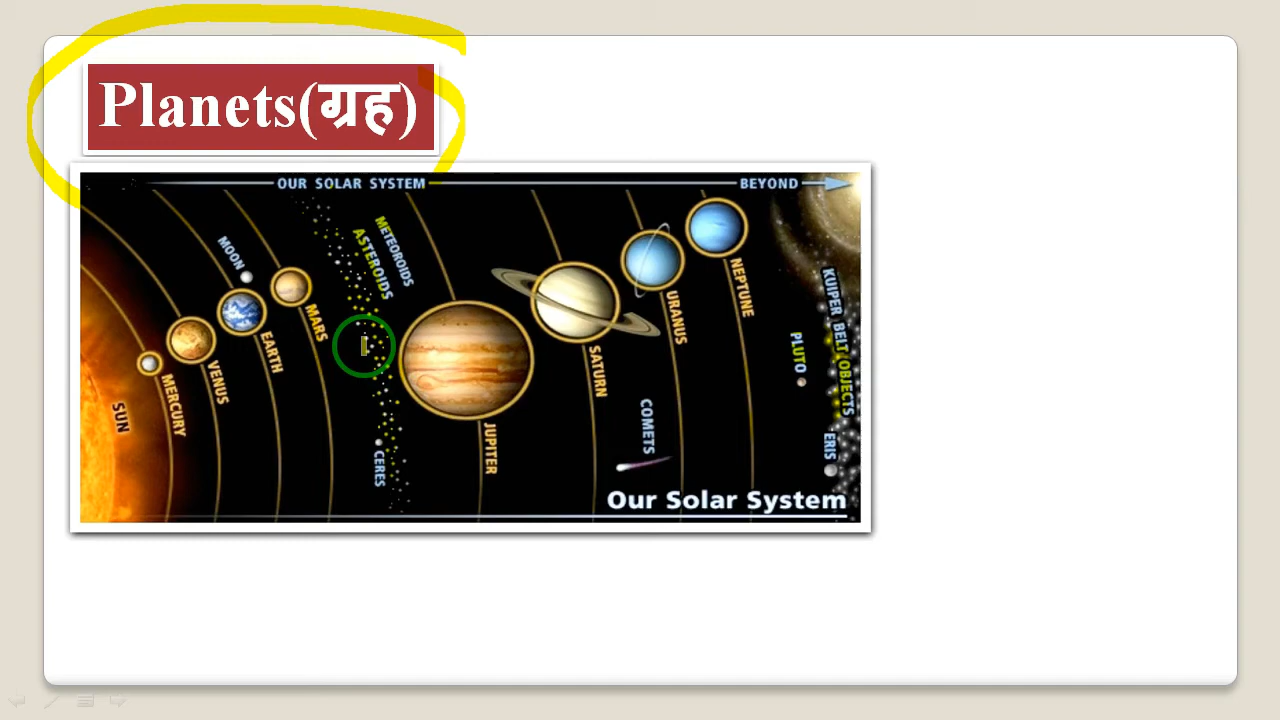 Planets(ग्रह)
OUR SOLAR SYSTEM
BEYOND
SUN
MERCURY
VENUS
MOON
EARTH
MARS
METEOROIDS
ASTEROIDS
CERES
JUPITER
SATURN
URANUS
NEPTUNE
COMETS
PLUTO
KUIPER BELT OBJECTS
ERIS
Our Solar System